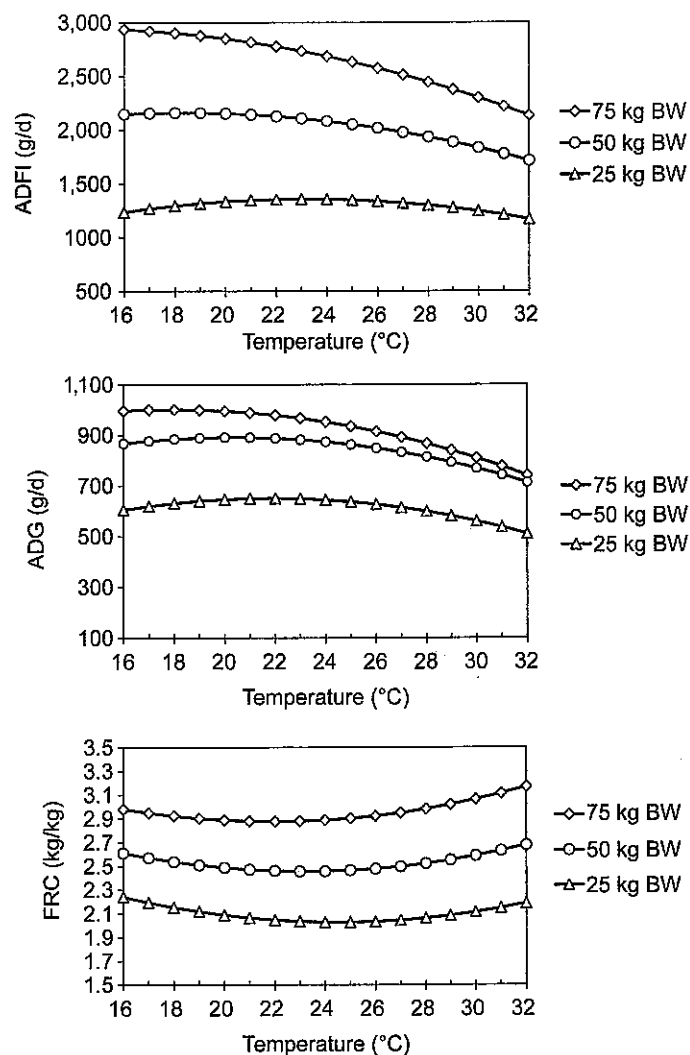 3,000
2,500
2,000
1,500
1000
500
ADFI (g/d)
16 18 20 22 24 26 28 30 32
Temperature (°C)
75 kg BW
50 kg BW
25 kg BW
1,100
900
700
500
300
100
ADG (g/d)
16 18 20 22 24 26 28 30 32
Temperature (°C)
75 kg BW
50 kg BW
25 kg BW
3.5
3.3
3.1
2.9
2.7
2.5
2.3
2.1
1.9
1.7
1.5
FRC (kg/kg)
16 18 20 22 24 26 28 30 32
Temperature (°C)
75 kg BW
50 kg BW
25 kg BW